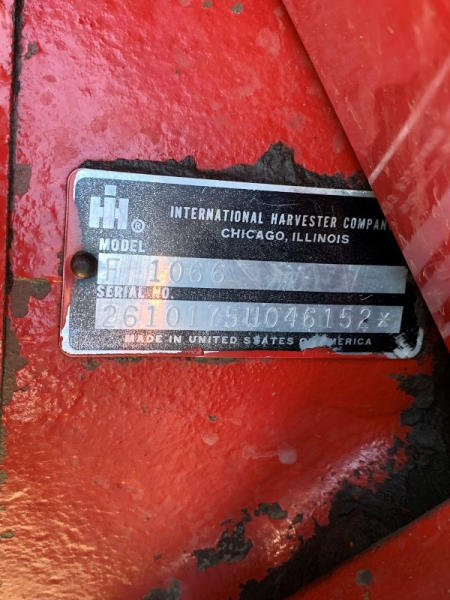 IH ®
INTERNATIONAL HARVESTER COMPAN
CHICAGO, ILLINOIS
MODEL
F 1066
SERIAL NO.
2610175U046152*
MADE IN UNITED STATES OF AMERICA